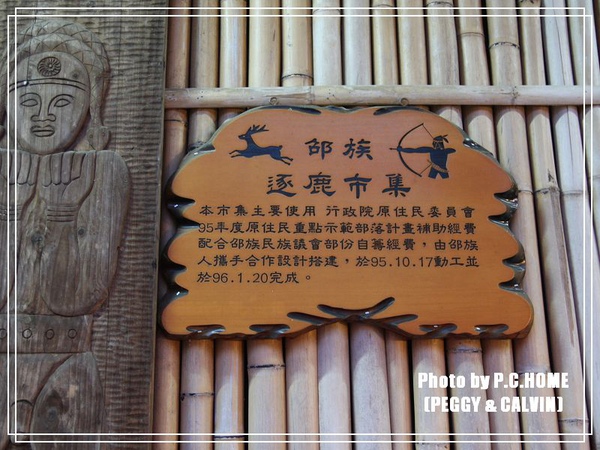 邵族
逐鹿市集
本市集主要使用 行政院原住民委員會
95年度原住民重點示範部落計畫補助經費
配合邵族民族議會部份自籌經費，由邵族
人攜手合作設計搭建，於95.10.17動工並
於96.1.20完成。
Photo by P.C.HOME
(PEGGY & CALVIN)